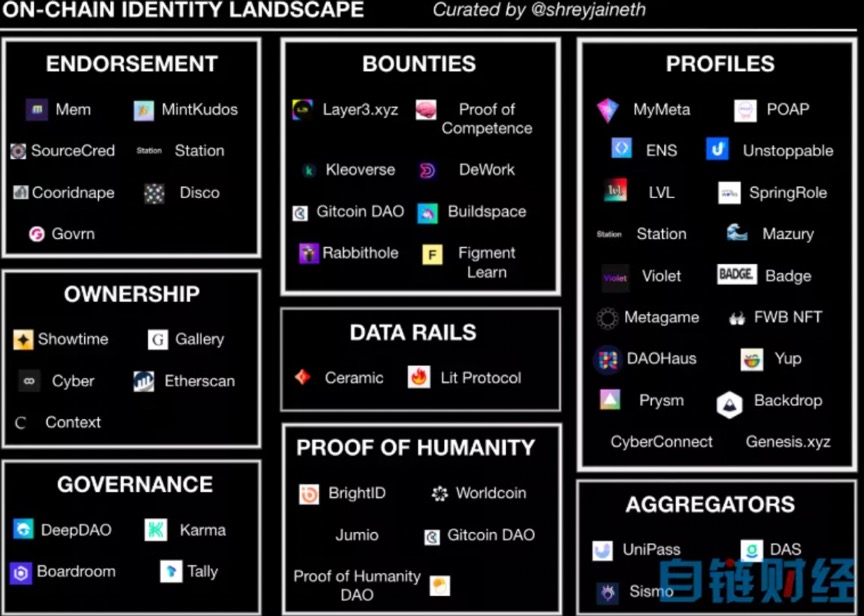 ON-CHAIN IDENTITY LANDSCAPE
Curated by @shreyjaineth
ENDORSEMENT
Mem
MintKudos
SourceCred
Station
Station
Cooridnape
Disco
Govrn
OWNERSHIP
Showtime
G
Gallery
Cyber
Etherscan
C
Context
GOVERNANCE
DeepDAO
Karma
Boardroom
Tally
BOUNTIES
Layer3.xyz
Proof of
Competence
k
Kleoverse
DeWork
Gitcoin DAO
Buildspace
Rabbithole
F
Figment
Learn
DATA RAILS
Ceramic
Lit Protocol
PROOF OF HUMANITY
BrightID
Worldcoin
Jumio
Gitcoin DAO
Proof of Humanity
DAO
PROFILES
MyMeta
POAP
ENS
Unstoppable
lvl
LVL
SpringRole
Station
Station
Mazury
Violet
Violet
BADGE.
Badge
Metagame
FWB NFT
DAOHaus
Yup
Prysm
Backdrop
CyberConnect
Genesis.xyz
AGGREGATORS
UniPass
DAS
Sismo
白链财经